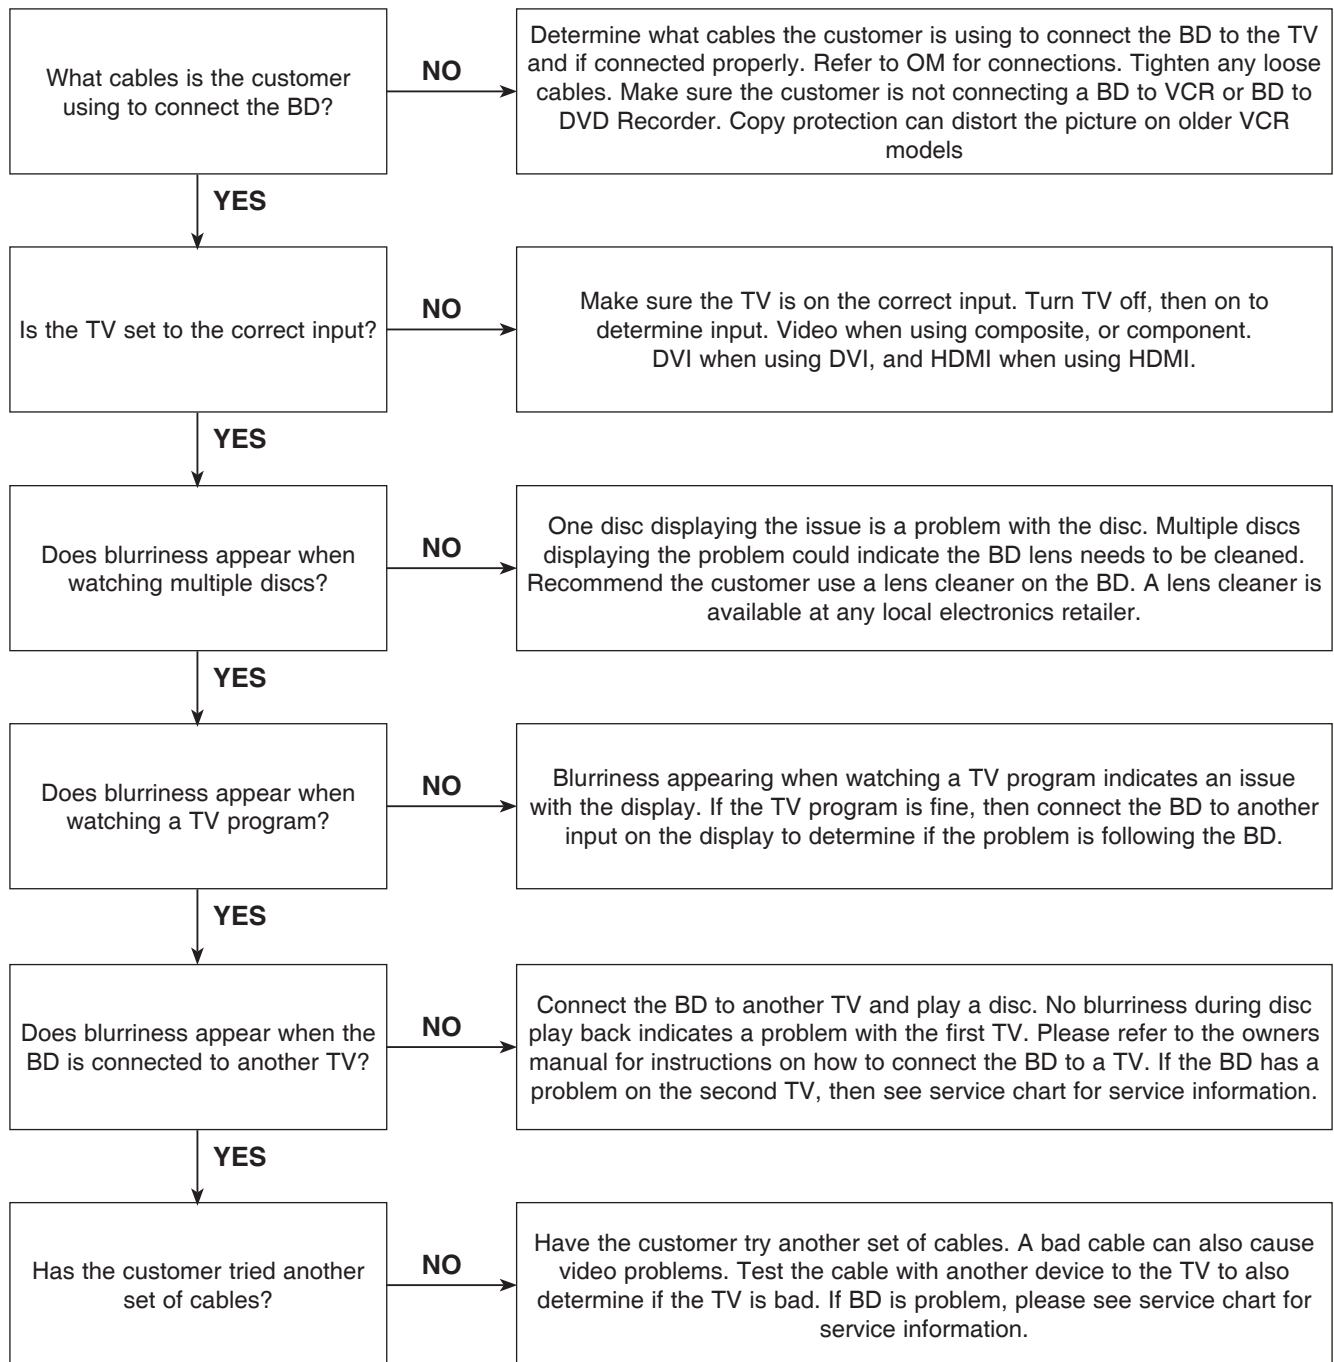 What cables is the customer
using to connect the BD?
NO
Determine what cables the customer is using to connect the BD to the TV
and if connected properly. Refer to OM for connections. Tighten any loose
cables. Make sure the customer is not connecting a BD to VCR or BD to
DVD Recorder. Copy protection can distort the picture on older VCR
models
YES
Is the TV set to the correct input?
NO
Make sure the TV is on the correct input. Turn TV off, then on to
determine input. Video when using composite, or component.
DVI when using DVI, and HDMI when using HDMI.
YES
Does blurriness appear when
watching multiple discs?
NO
One disc displaying the issue is a problem with the disc. Multiple discs
displaying the problem could indicate the BD lens needs to be cleaned.
Recommend the customer use a lens cleaner on the BD. A lens cleaner is
available at any local electronics retailer.
YES
Does blurriness appear when
watching a TV program?
NO
Blurriness appearing when watching a TV program indicates an issue
with the display. If the TV program is fine, then connect the BD to another
input on the display to determine if the problem is following the BD.
YES
Does blurriness appear when the
BD is connected to another TV?
NO
Connect the BD to another TV and play a disc. No blurriness during disc
play back indicates a problem with the first TV. Please refer to the owners
manual for instructions on how to connect the BD to a TV. If the BD has a
problem on the second TV, then see service chart for service information.
YES
Has the customer tried another
set of cables?
NO
Have the customer try another set of cables. A bad cable can also cause
video problems. Test the cable with another device to the TV to also
determine if the TV is bad. If BD is problem, please see service chart for
service information.